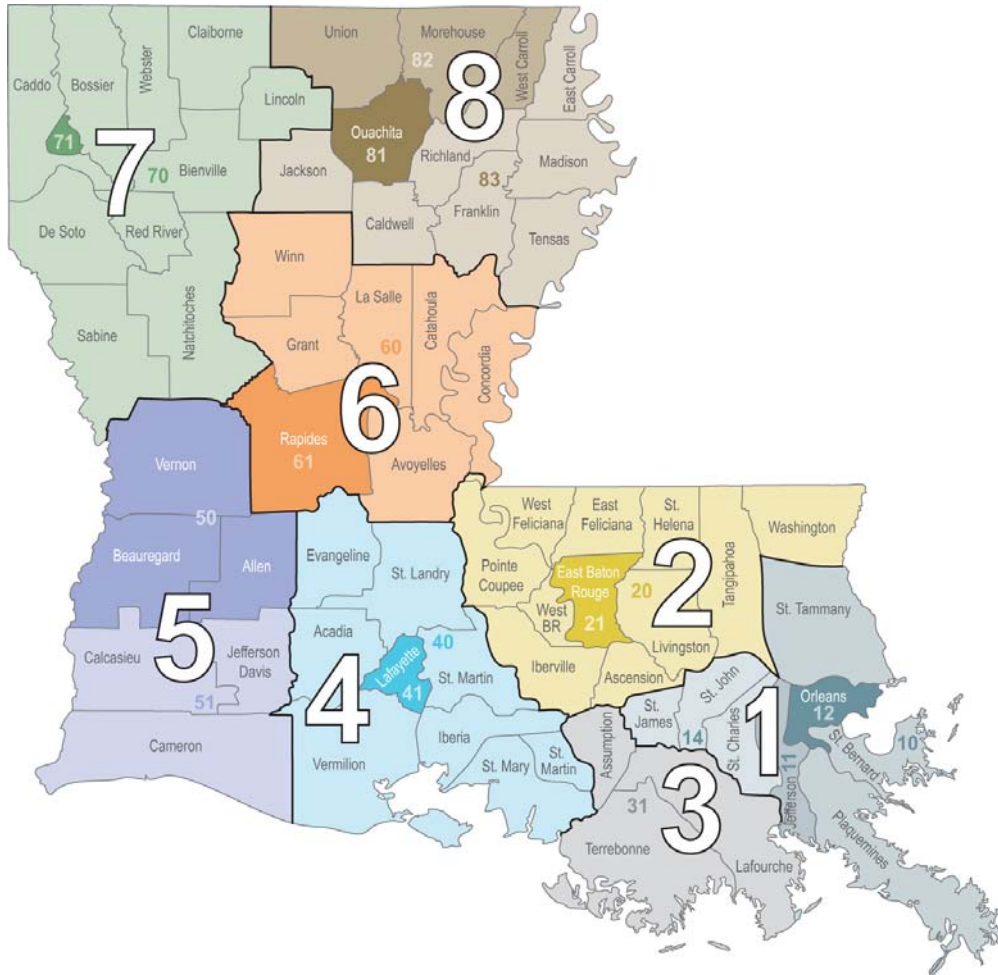 Claiborne
Union
Morehouse
82
West Carroll
East Carroll
8
Caddo
Bossier
Webster
Lincoln
Ouachita
81
71
7
70
Bienville
Jackson
Richland
83
Madison
De Soto
Red River
Caldwell
Franklin
Tensas
Winn
La Salle
Catahoula
Concordia
Sabine
Natchitoches
Grant
60
6
Rapides
61
Avoyelles
Vernon
50
Beauregard
Allen
5
Calcasieu
Jefferson
Davis
51
Cameron
Evangeline
St. Landry
Acadia
40
4
Lafayette
41
St. Martin
Vermilion
Iberia
St. Mary
St.
Martin
West
Feliciana
East
Feliciana
St.
Helena
Tangipahoa
Washington
2
Pointe
Coupee
East Baton
Rouge
21
20
West
BR
Livingston
Iberville
Ascension
St. Tammany
St. John
St.
James
14
St. Charles
1
Orleans
12
11
Jefferson
St. Bernard
10
Plaquemines
Assumption
3
31
Terrebonne
Lafourche